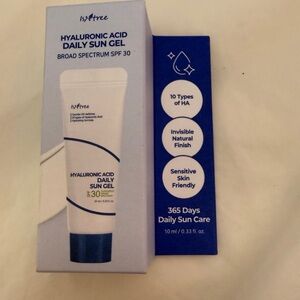 Isntree
HYALURONIC ACID
DAILY SUN GEL
BROAD SPECTRUM SPF 30
Isntree
HYALURONIC ACID
DAILY
SUN GEL
30
10 Types
of HA
Invisible
Natural
Finish
Sensitive
Skin
Friendly
365 Days
Daily Sun Care
10 ml / 0.33 fl. oz.